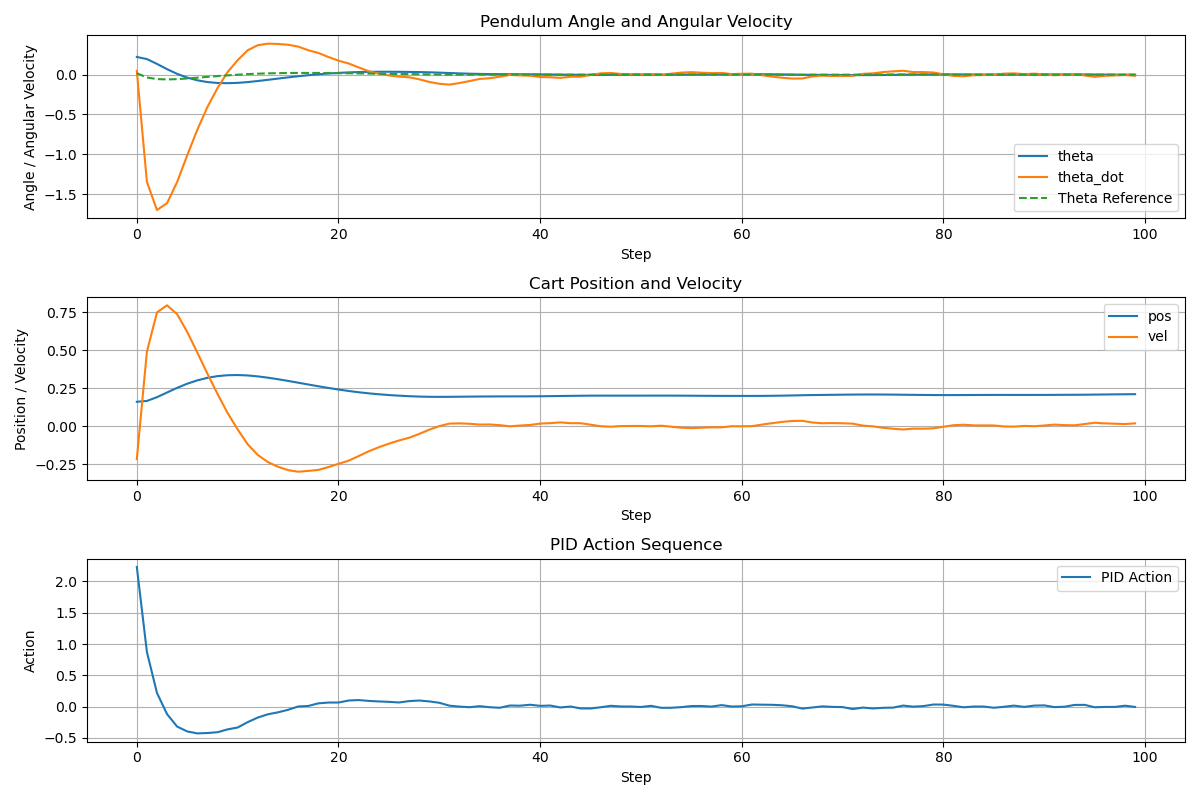 Pendulum Angle and Angular Velocity
Angle / Angular Velocity
0.0
−0.5
−1.0
−1.5
theta
theta_dot
Theta Reference
0 20 40 60 80 100
Step
Cart Position and Velocity
Position / Velocity
0.75
0.50
0.25
0.00
−0.25
pos
vel
0 20 40 60 80 100
Step
PID Action Sequence
Action
2.0
1.5
1.0
0.5
0.0
−0.5
PID Action
0 20 40 60 80 100
Step